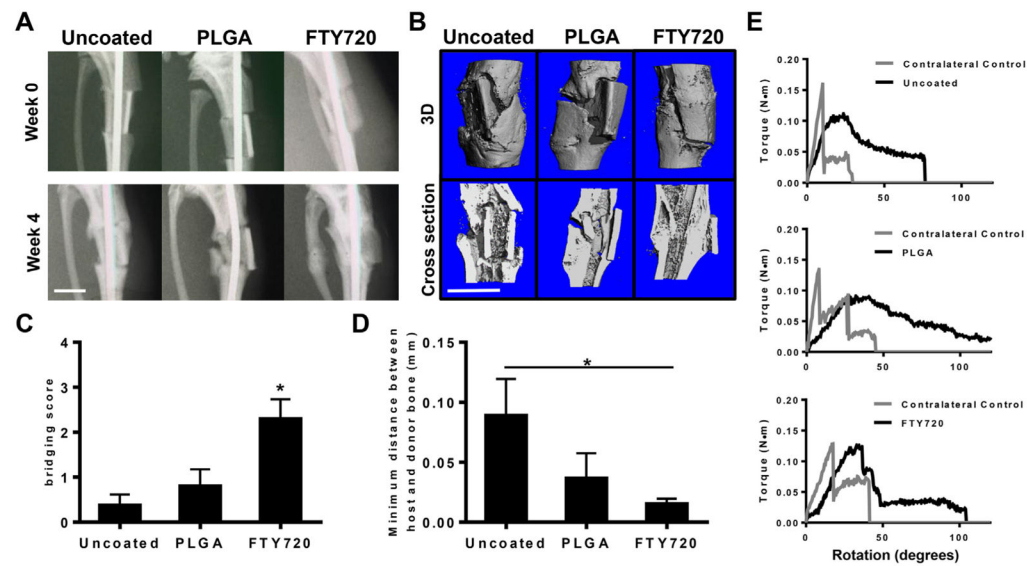 A
Uncoated PLGA FTY720
Week 0
Week 4
B
Uncoated PLGA FTY720
3D
Cross section
C
bridging score
4
3
2
1
0
Uncoated PLGA FTY720
*
D
Minimum distance between
host and donor bone (mm)
0.15
0.10
0.05
0.00
Uncoated PLGA FTY720
*
E
Contralateral Control
Uncoated
Torque (N•m)
0.20
0.15
0.10
0.05
0.00
0 50 100
Contralateral Control
PLGA
Torque (N•m)
0.20
0.15
0.10
0.05
0.00
0 50 100
Contralateral Control
FTY720
Torque (N•m)
0.20
0.15
0.10
0.05
0.00
0 50 100
Rotation (degrees)